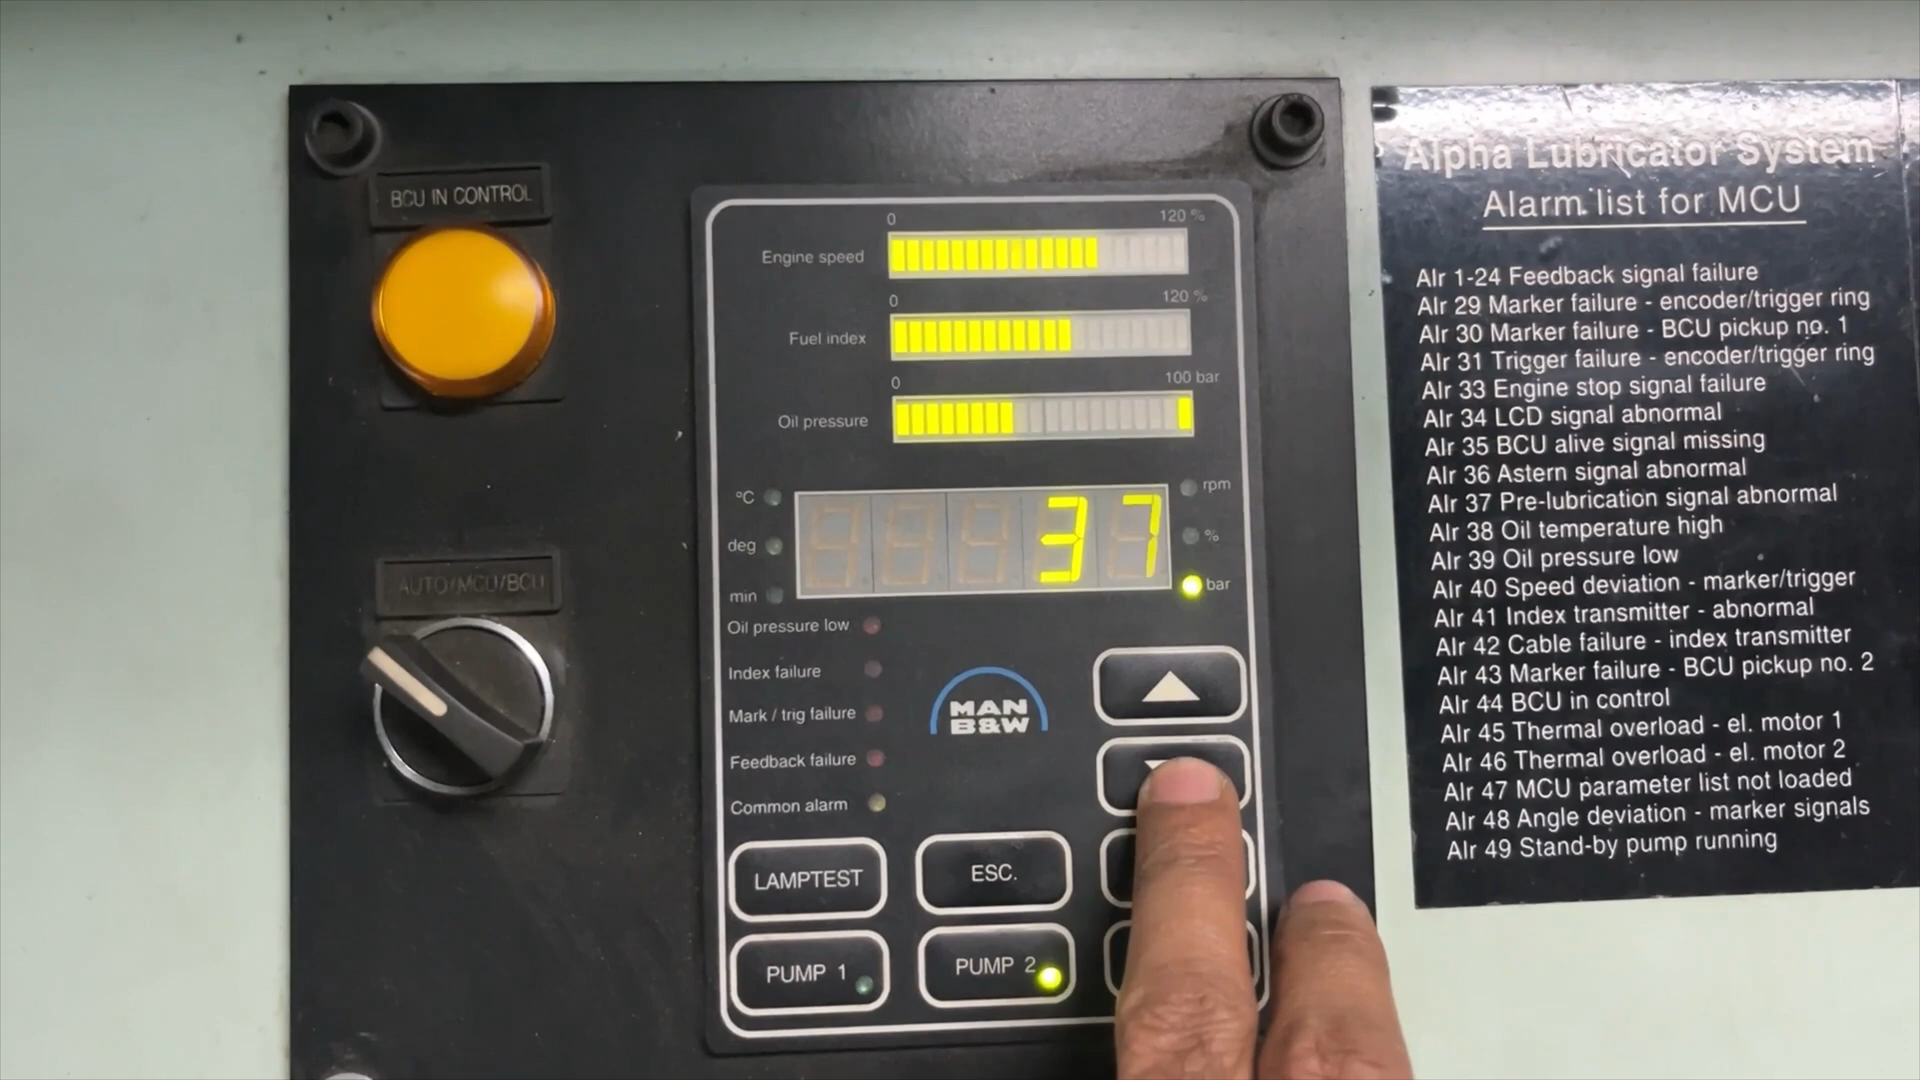 BCU IN CONTROL
AUTO/MCU/BCU
0 120 %
Engine speed
0 120 %
Fuel index
0 100 bar
Oil pressure
°C
deg
min
37
rpm
%
bar
Oil pressure low
Index failure
Mark / trig failure
Feedback failure
Common alarm
MAN
B&W
LAMPTEST
ESC.
PUMP 1
PUMP 2
Alpha Lubricator System
Alarm list for MCU
Alr 1-24 Feedback signal failure
Alr 29 Marker failure - encoder/trigger ring
Alr 30 Marker failure - BCU pickup no. 1
Alr 31 Trigger failure - encoder/trigger ring
Alr 33 Engine stop signal failure
Alr 34 LCD signal abnormal
Alr 35 BCU alive signal missing
Alr 36 Astern signal abnormal
Alr 37 Pre-lubrication signal abnormal
Alr 38 Oil temperature high
Alr 39 Oil pressure low
Alr 40 Speed deviation - marker/trigger
Alr 41 Index transmitter - abnormal
Alr 42 Cable failure - index transmitter
Alr 43 Marker failure - BCU pickup no. 2
Alr 44 BCU in control
Alr 45 Thermal overload - el. motor 1
Alr 46 Thermal overload - el. motor 2
Alr 47 MCU parameter list not loaded
Alr 48 Angle deviation - marker signals
Alr 49 Stand-by pump running